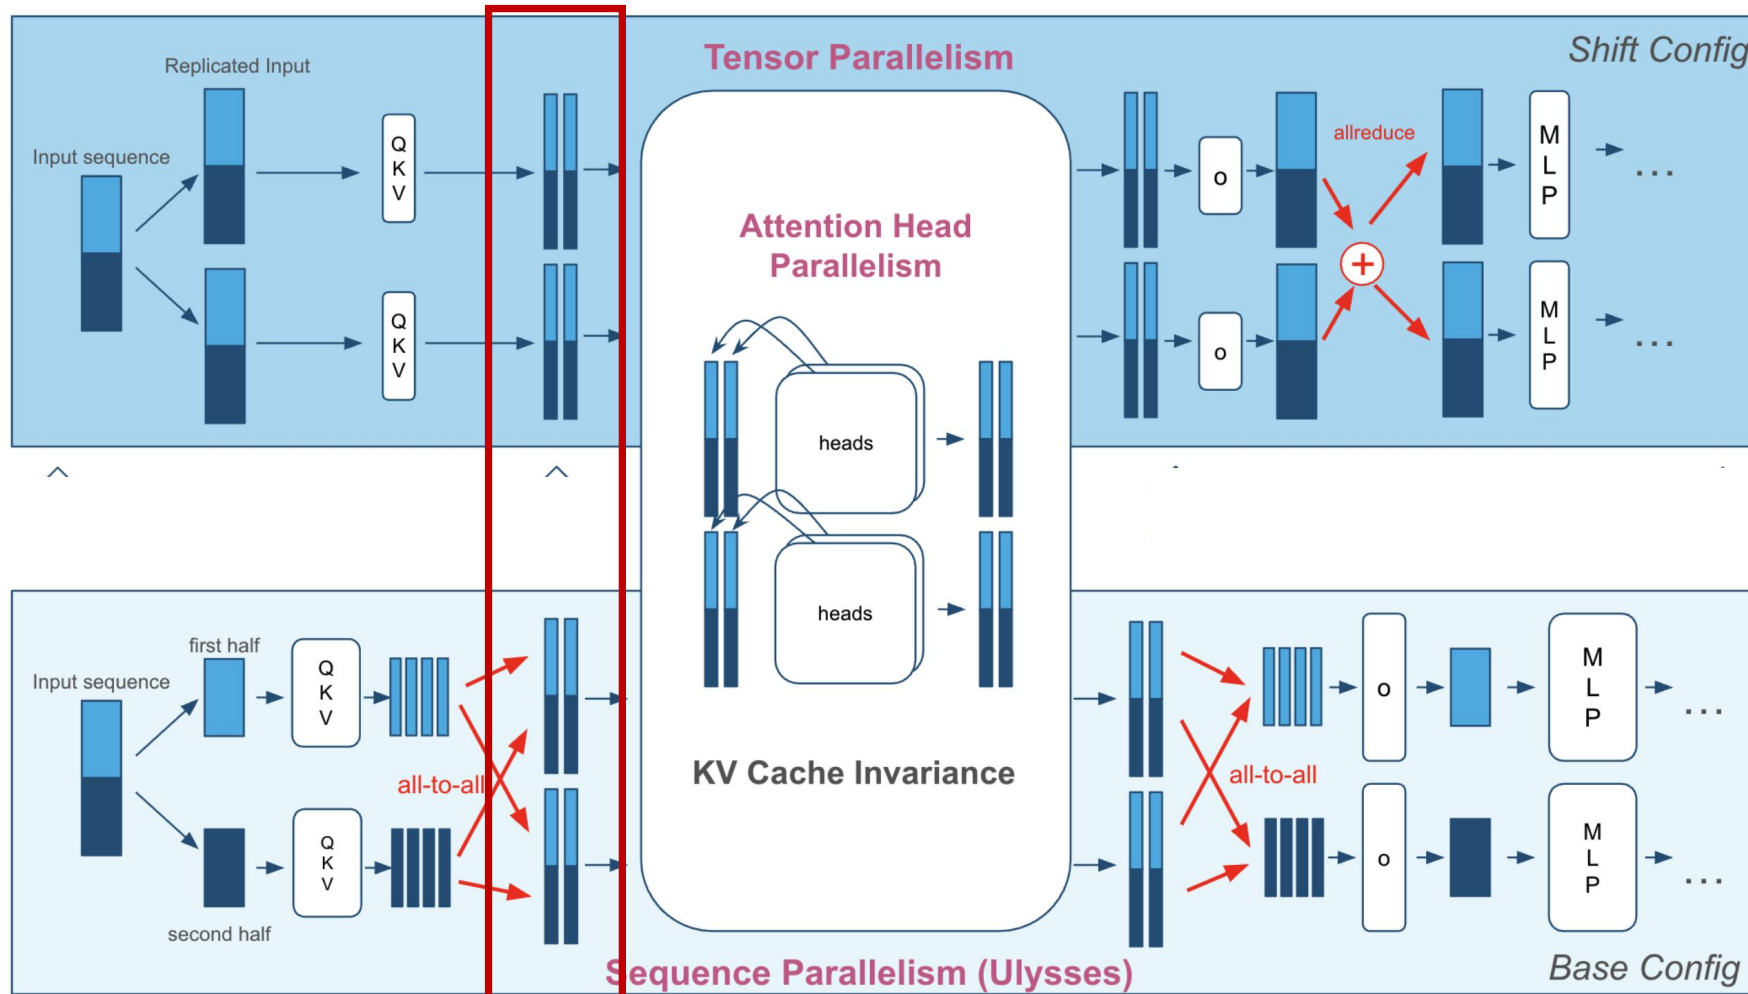 Tensor Parallelism
Shift Config
Replicated Input
Input sequence
Q
K
V
Q
K
V
o
o
allreduce
+
M
L
P
M
L
P
...
...
Attention Head
Parallelism
heads
heads
KV Cache Invariance
Input sequence
first half
second half
Q
K
V
Q
K
V
all-to-all
all-to-all
o
o
M
L
P
M
L
P
...
...
Sequence Parallelism (Ulysses)
Base Config